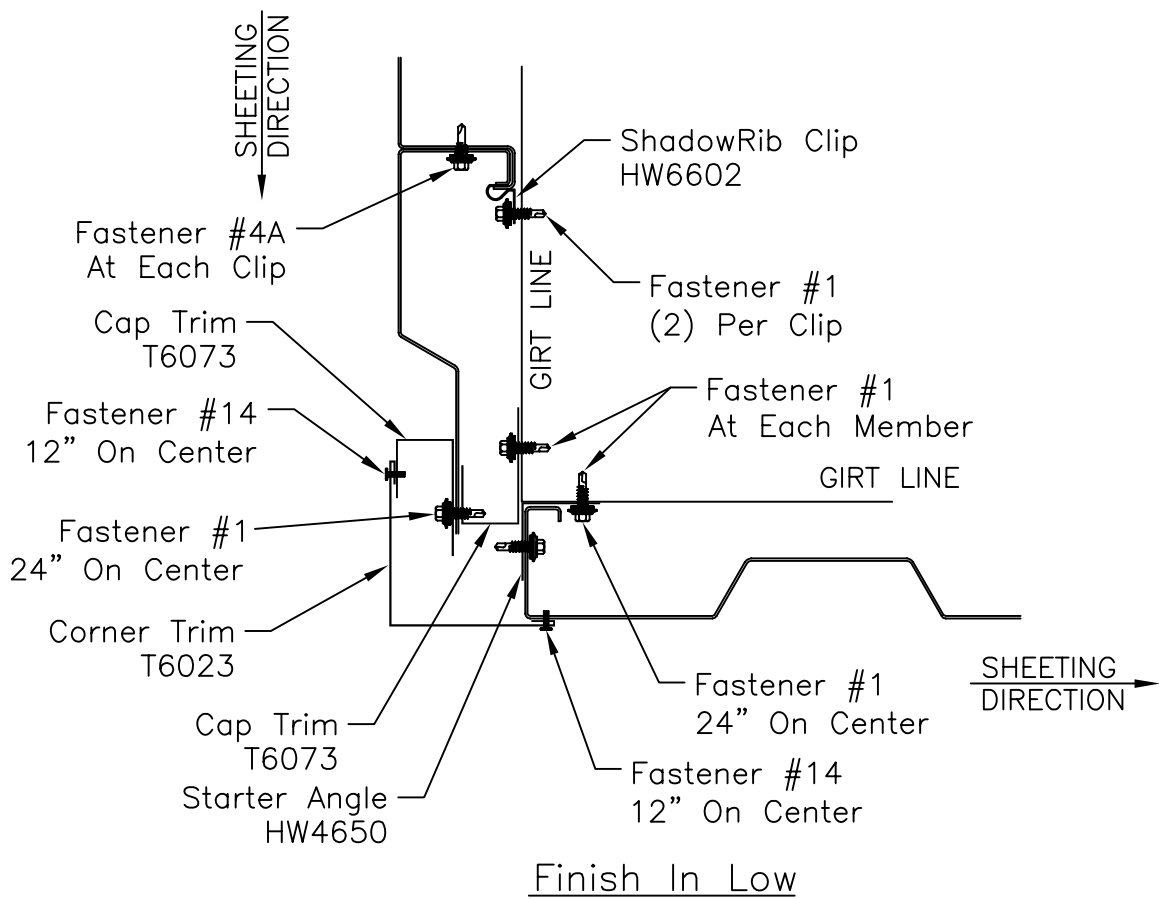 SHEETING
DIRECTION
ShadowRib Clip
HW6602
Fastener #4A
At Each Clip
GIRT LINE
Fastener #1
(2) Per Clip
Cap Trim
T6073
Fastener #1
At Each Member
Fastener #14
12” On Center
GIRT LINE
Fastener #1
24” On Center
Corner Trim
T6023
SHEETING
DIRECTION
Fastener #1
24” On Center
Cap Trim
T6073
Fastener #14
12” On Center
Starter Angle
HW4650
Finish In Low